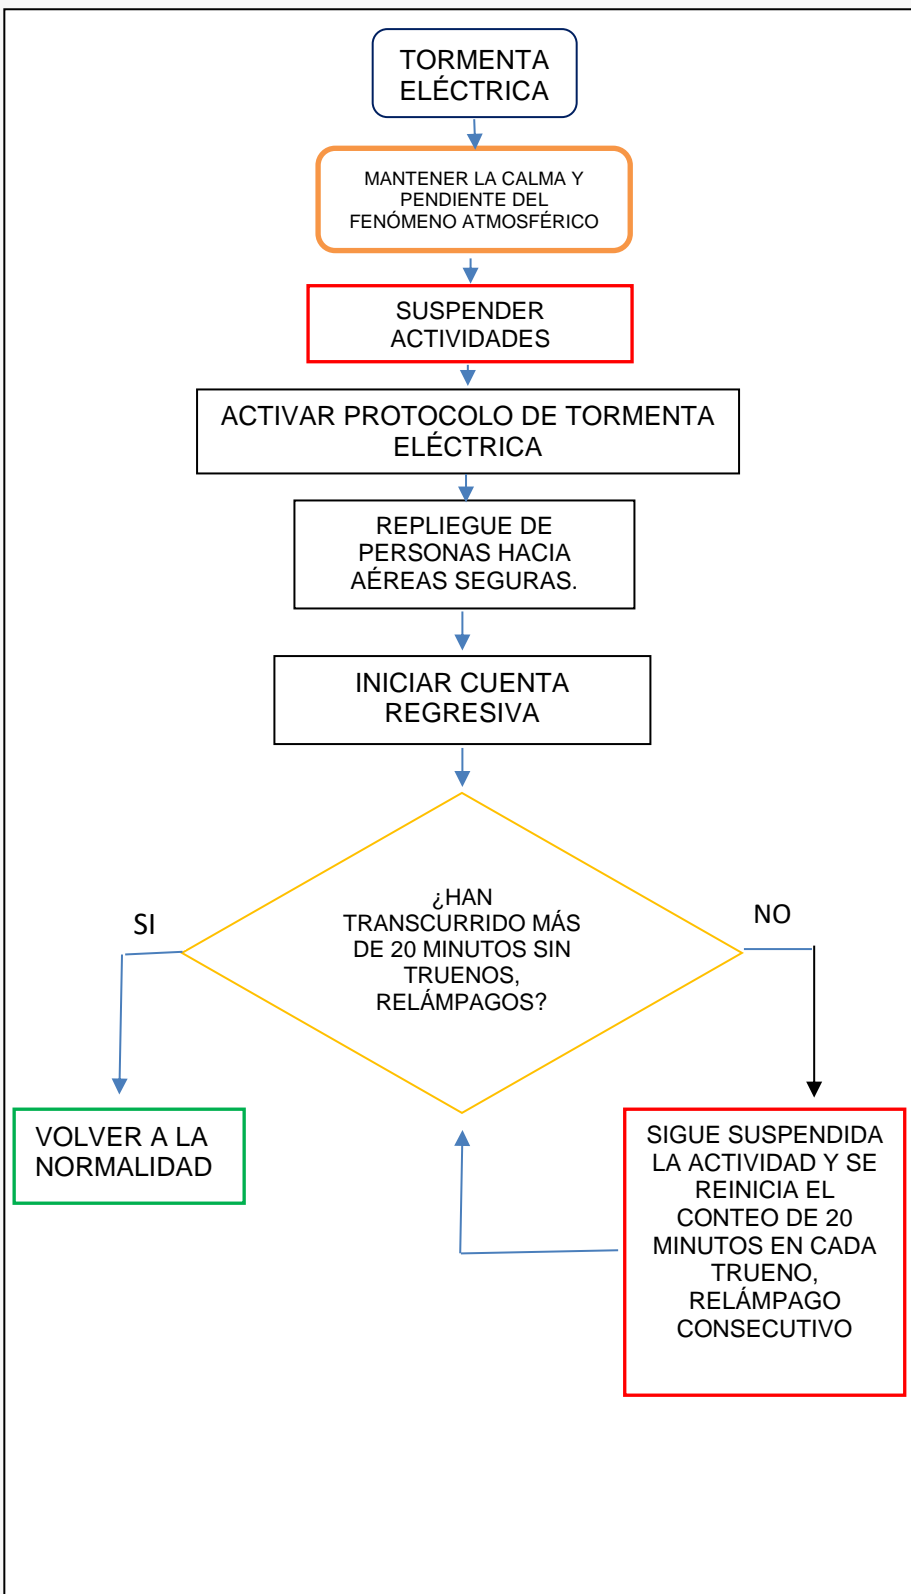 TORMENTA
ELÉCTRICA
MANTENER LA CALMA Y
PENDIENTE DEL
FENÓMENO ATMOSFÉRICO
SUSPENDER
ACTIVIDADES
ACTIVAR PROTOCOLO DE TORMENTA
ELÉCTRICA
REPLIEGUE DE
PERSONAS HACIA
AÉREAS SEGURAS.
INICIAR CUENTA
REGRESIVA
¿HAN
TRANSCURRIDO MÁS
DE 20 MINUTOS SIN
TRUENOS,
RELÁMPAGOS?
SI
NO
VOLVER A LA
NORMALIDAD
SIGUE SUSPENDIDA
LA ACTIVIDAD Y SE
REINICIA EL
CONTEO DE 20
MINUTOS EN CADA
TRUENO,
RELÁMPAGO
CONSECUTIVO